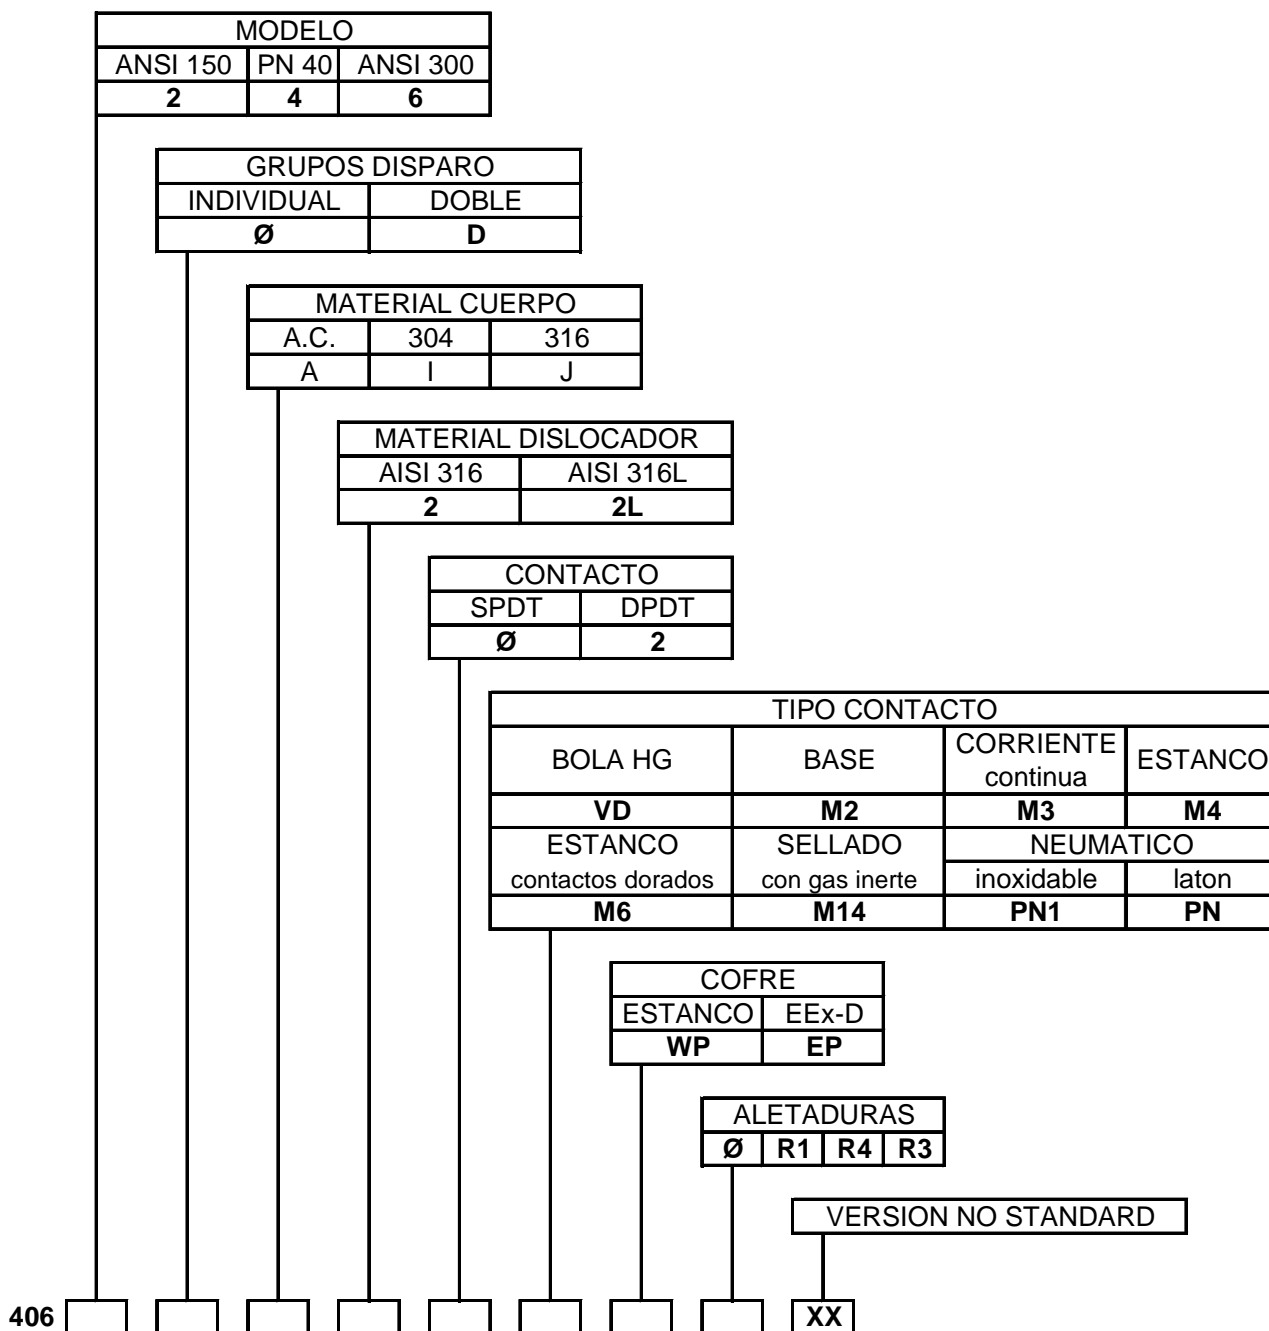 MODELO
ANSI 150 PN 40 ANSI 300
2 4 6
GRUPOS DISPARO
INDIVIDUAL DOBLE
Ø D
MATERIAL CUERPO
A.C. 304 316
A I J
MATERIAL DISLOCADOR
AISI 316 AISI 316L
2 2L
CONTACTO
SPDT DPDT
Ø 2
TIPO CONTACTO
BOLA HG BASE CORRIENTE continua ESTANCO
VD M2 M3 M4
ESTANCO SELLADO NEUMATICO
contactos dorados con gas inerte inoxidable laton
M6 M14 PN1 PN
COFRE
ESTANCO EEx-D
WP EP
ALETADURAS
Ø R1 R4 R3
VERSION NO STANDARD
406 XX